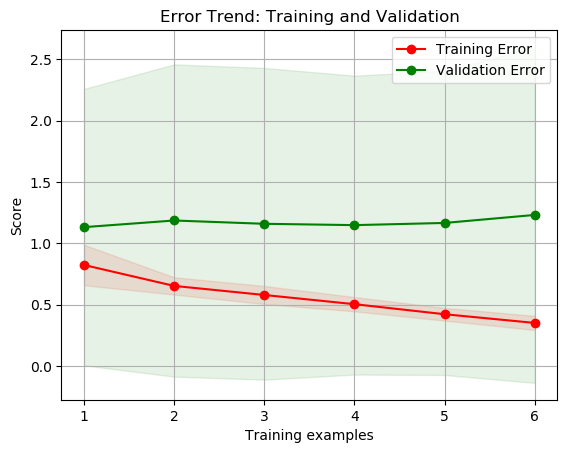 Error Trend: Training and Validation
Training Error
Validation Error
Score
2.5
2.0
1.5
1.0
0.5
0.0
1 2 3 4 5 6
Training examples